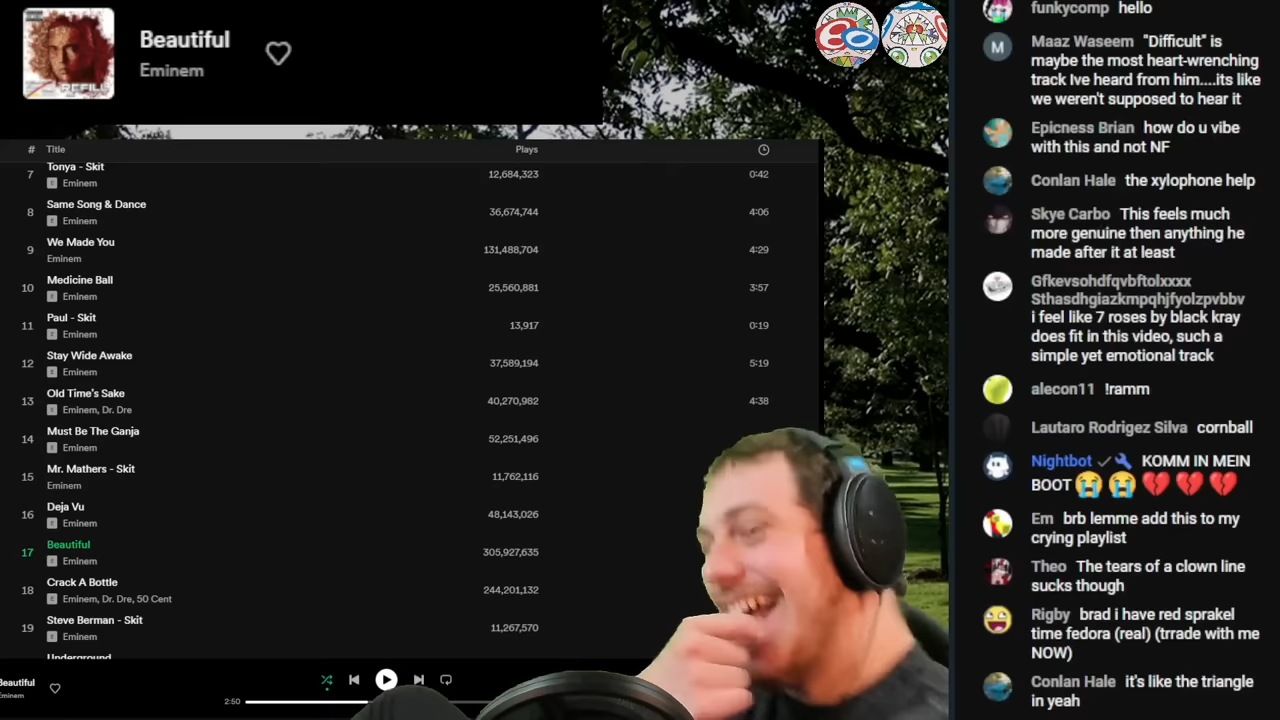 Beautiful
Eminem
REFILL
# Title Plays
7 Tonya - Skit 12,684,323 0:42
E Eminem
8 Same Song & Dance 36,674,744 4:06
E Eminem
9 We Made You 131,488,704 4:29
Eminem
10 Medicine Ball 25,560,881 3:57
E Eminem
11 Paul - Skit 13,917 0:19
E Eminem
12 Stay Wide Awake 37,589,194 5:19
E Eminem
13 Old Time's Sake 40,270,982 4:38
E Eminem, Dr. Dre
14 Must Be The Ganja 52,251,496
E Eminem
15 Mr. Mathers - Skit 11,762,116
Eminem
16 Deja Vu 48,143,026
E Eminem
17 Beautiful 305,927,635
E Eminem
18 Crack A Bottle 244,201,132
E Eminem, Dr. Dre, 50 Cent
19 Steve Berman - Skit 11,267,570
E Eminem
Underground
Beautiful
Eminem
2:50
funkycomp hello
M Maaz Waseem "Difficult" is
maybe the most heart-wrenching
track Ive heard from him....its like
we weren't supposed to hear it
Epicness Brian how do u vibe
with this and not NF
Conlan Hale the xylophone help
Skye Carbo This feels much
more genuine then anything he
made after it at least
Gfkevsohdfqvbftolxxxx
Sthasdhgiazkmpqhjfyolzpvbbv
i feel like 7 roses by black kray
does fit in this video, such a
simple yet emotional track
alecon11 !ramm
Lautaro Rodrigez Silva cornball
Nightbot KOMM IN MEIN
BOOT 😭 😭 💔 💔 💔
Em brb lemme add this to my
crying playlist
Theo The tears of a clown line
sucks though
Rigby brad i have red sprakel
time fedora (real) (trrade with me
NOW)
Conlan Hale it's like the triangle
in yeah